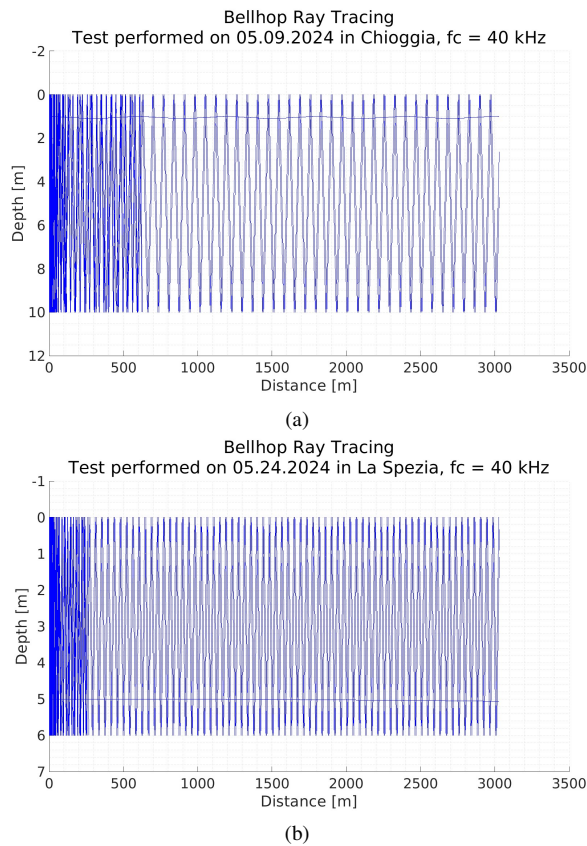 Bellhop Ray Tracing
Test performed on 05.09.2024 in Chioggia, fc = 40 kHz
-2
0
2
4
6
8
10
12
Depth [m]
0 500 1000 1500 2000 2500 3000 3500
Distance [m]
(a)
Bellhop Ray Tracing
Test performed on 05.24.2024 in La Spezia, fc = 40 kHz
-1
0
1
2
3
4
5
6
7
Depth [m]
0 500 1000 1500 2000 2500 3000 3500
Distance [m]
(b)